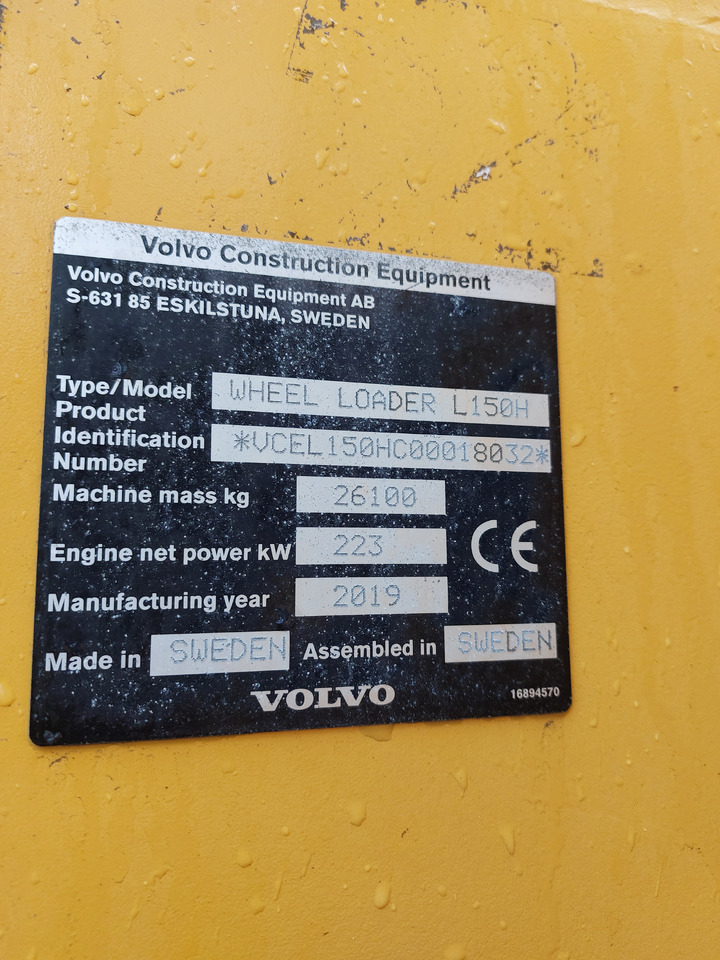 Volvo Construction Equipment
Volvo Construction Equipment AB
S-631 85 ESKILSTUNA, SWEDEN
Type/Model WHEEL LOADER L150H
Product
Identification
Number *VCEL150HC00018032*
Machine mass kg 26100
Engine net power kW 223
CE
Manufacturing year 2019
Made in SWEDEN Assembled in SWEDEN
VOLVO 16894570